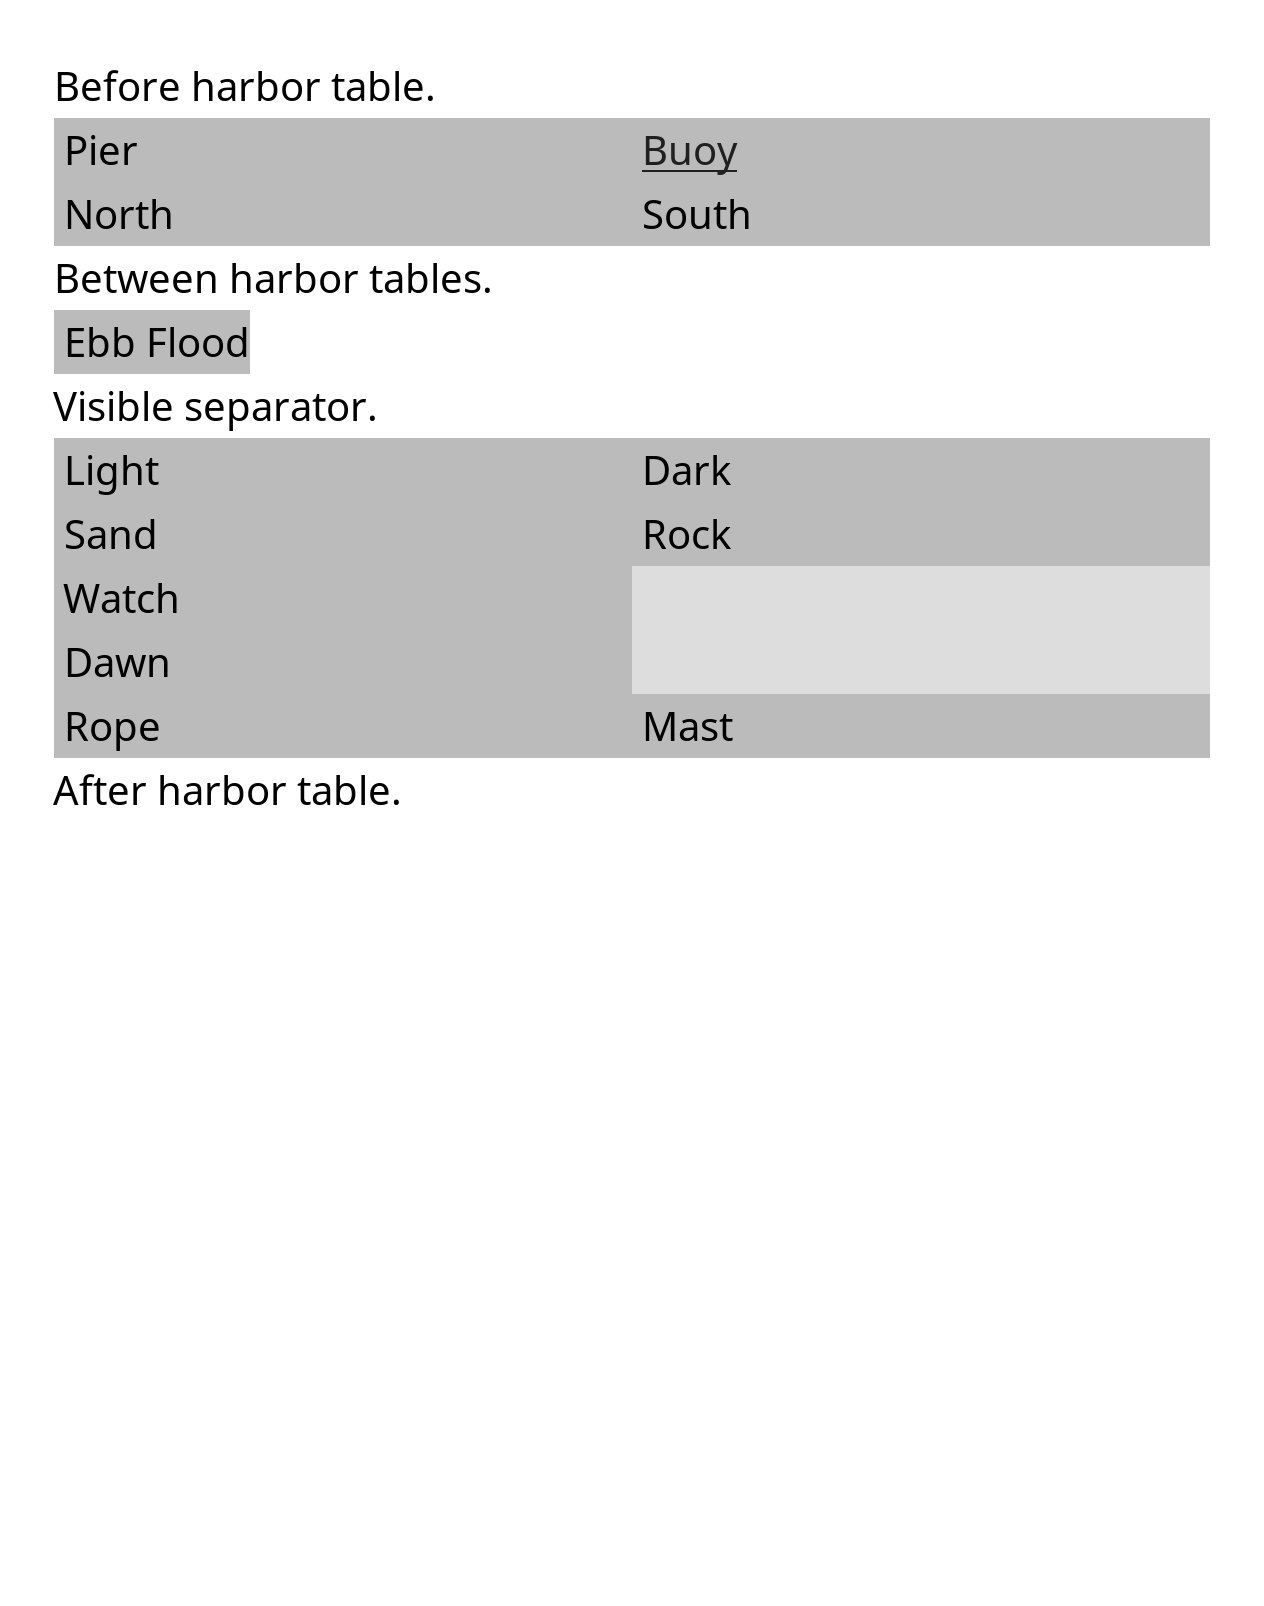 Before harbor table.
Pier Buoy
North South
Between harbor tables.
Ebb Flood
Visible separator.
Light Dark
Sand Rock
Watch
Dawn
Rope Mast
After harbor table.